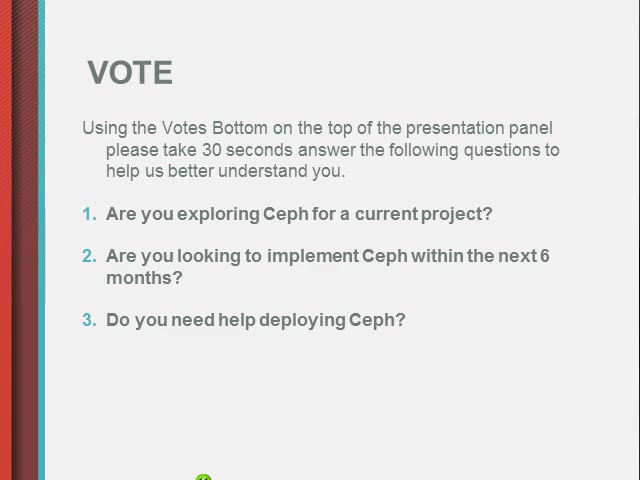 VOTE
Using the Votes Bottom on the top of the presentation panel
please take 30 seconds answer the following questions to
help us better understand you.
1. Are you exploring Ceph for a current project?
2. Are you looking to implement Ceph within the next 6
months?
3. Do you need help deploying Ceph?